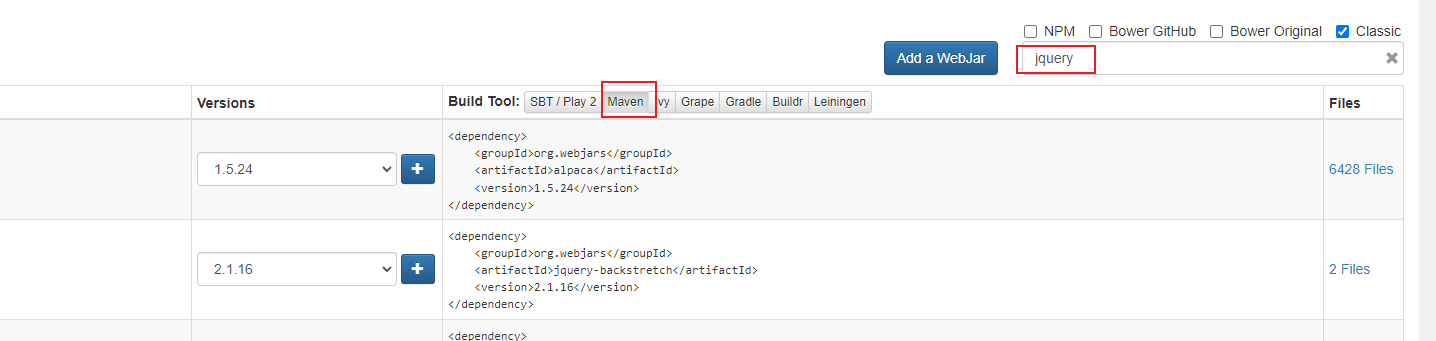 NPM Bower GitHub Bower Original Classic
Add a WebJar jquery
Versions Build Tool: SBT / Play 2 Maven vy Grape Gradle Buildr Leiningen Files
<dependency>
<groupId>org.webjars</groupId>
1.5.24 <artifactId>alpaca</artifactId> 6428 Files
<version>1.5.24</version>
</dependency>
<dependency>
<groupId>org.webjars</groupId>
2.1.16 <artifactId>jquery-backstretch</artifactId> 2 Files
<version>2.1.16</version>
</dependency>
<dependency>